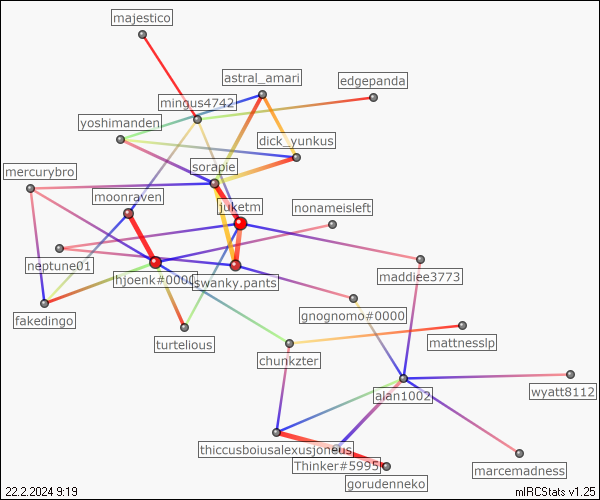 majestico
astral_amari
edgepanda
mingus4742
yoshimanden
dick_yunkus
sorapie
mercurybro
moonraven
juketm
nonameisleft
neptune01
hjoenk#0000
swanky.pants
maddiee3773
fakedingo
gnognomo#0000
turtelious
mattnesslp
chunkzter
alan1002
wyatt8112
thiccusboiusalexusjoneus
Thinker#5995
marcemadness
gorudenneko
22.2.2024 9:19
mIRCStats v1.25